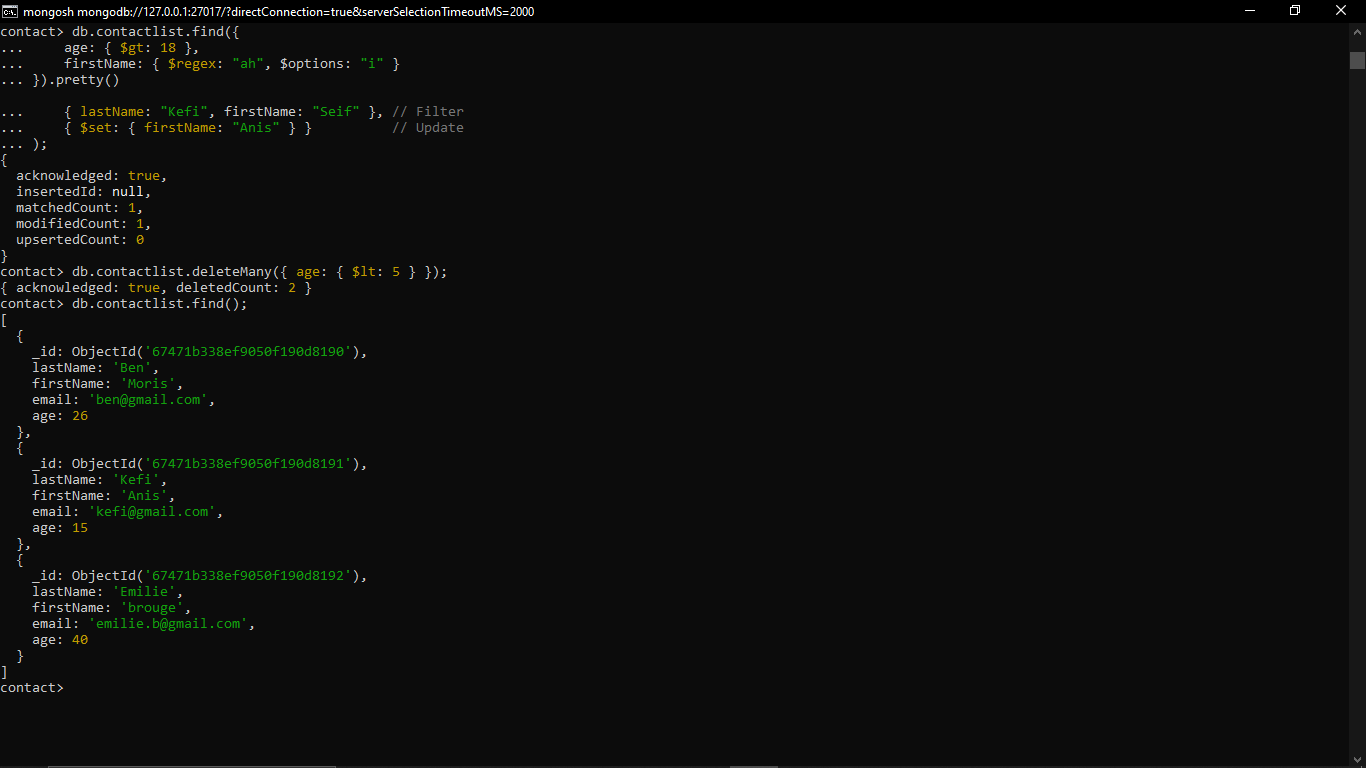 mongosh mongodb://127.0.0.1:27017/?directConnection=true&serverSelectionTimeoutMS=2000
contact> db.contactlist.find({
...     age: { $gt: 18 },
...     firstName: { $regex: "ah", $options: "i" }
... }).pretty()
...     { lastName: "Kefi", firstName: "Seif" }, // Filter
...     { $set: { firstName: "Anis" } }          // Update
... );
{
  acknowledged: true,
  insertedId: null,
  matchedCount: 1,
  modifiedCount: 1,
  upsertedCount: 0
}
contact> db.contactlist.deleteMany({ age: { $lt: 5 } });
{ acknowledged: true, deletedCount: 2 }
contact> db.contactlist.find();
[
  {
    _id: ObjectId('67471b338ef9050f190d8190'),
    lastName: 'Ben',
    firstName: 'Moris',
    email: 'ben@gmail.com',
    age: 26
  },
  {
    _id: ObjectId('67471b338ef9050f190d8191'),
    lastName: 'Kefi',
    firstName: 'Anis',
    email: 'kefi@gmail.com',
    age: 15
  },
  {
    _id: ObjectId('67471b338ef9050f190d8192'),
    lastName: 'Emilie',
    firstName: 'brouge',
    email: 'emilie.b@gmail.com',
    age: 40
  }
]
contact>